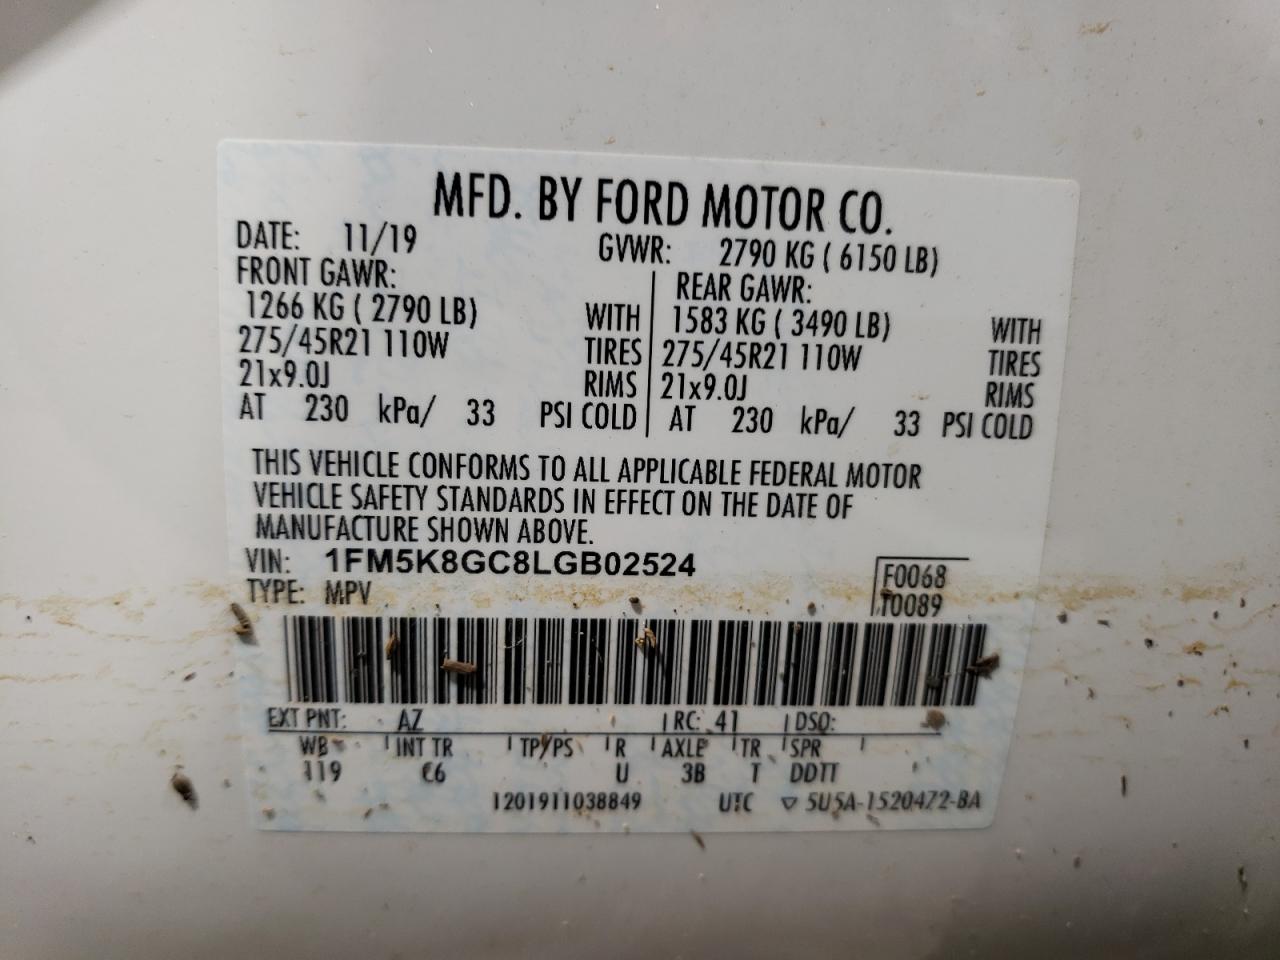 MFD. BY FORD MOTOR CO.
DATE: 11/19 GVWR: 2790 KG ( 6150 LB)
FRONT GAWR: REAR GAWR:
1266 KG ( 2790 LB) WITH 1583 KG ( 3490 LB) WITH
275/45R21 110W TIRES 275/45R21 110W TIRES
21x9.0J RIMS 21x9.0J RIMS
AT 230 kPa/ 33 PSI COLD AT 230 kPa/ 33 PSI COLD
THIS VEHICLE CONFORMS TO ALL APPLICABLE FEDERAL MOTOR
VEHICLE SAFETY STANDARDS IN EFFECT ON THE DATE OF
MANUFACTURE SHOWN ABOVE.
VIN: 1FM5K8GC8LGB02524
TYPE: MPV
F0068
T0089
EXT PNT: AZ RC: 41 DSO:
WB INT TR TP/PS R AXLE TR SPR
119 C6 U 3B T DDTT
1201911038849 UTC ▽ 5U5A-1520472-BA